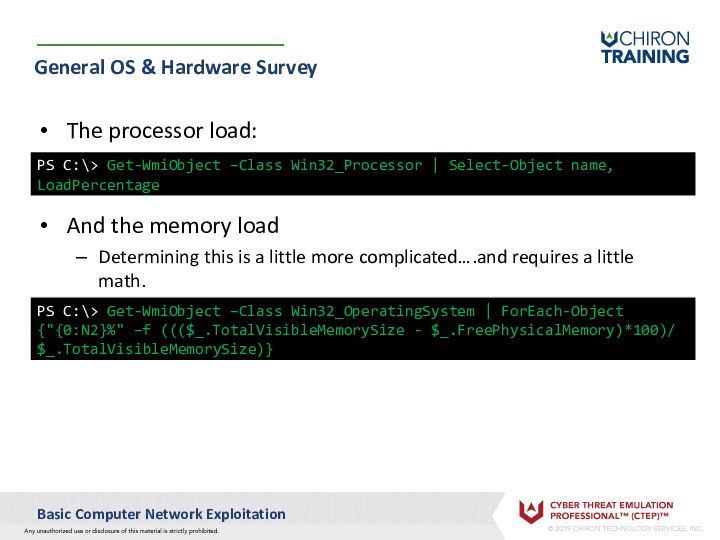 CHIRON
TRAINING
General OS & Hardware Survey
• The processor load:
PS C:\> Get-WmiObject –Class Win32_Processor | Select-Object name,
LoadPercentage
• And the memory load
– Determining this is a little more complicated….and requires a little
math.
PS C:\> Get-WmiObject –Class Win32_OperatingSystem | ForEach-Object
{"{0:N2}%" –f ((($_.TotalVisibleMemorySize - $_.FreePhysicalMemory)*100)/
$_.TotalVisibleMemorySize)}
Basic Computer Network Exploitation
Any unauthorized use or disclosure of this material is strictly prohibited.
CYBER THREAT EMULATION
PROFESSIONAL™ (CTEP)™
© 2019 CHIRON TECHNOLOGY SERVICES, INC.